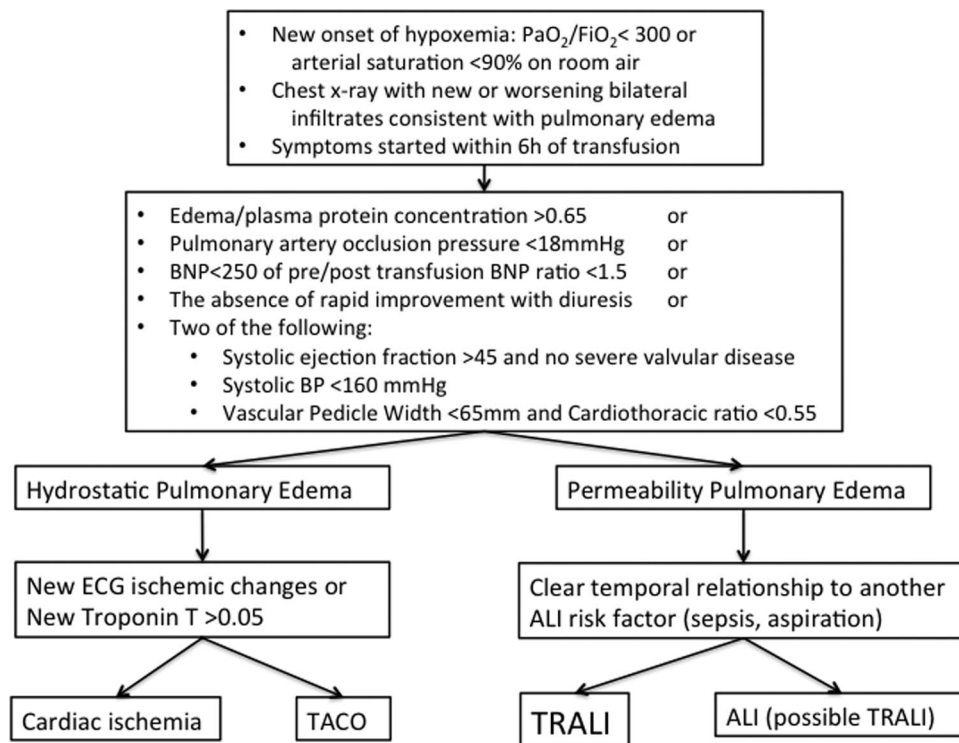 • New onset of hypoxemia: PaO₂/FiO₂< 300 or
arterial saturation <90% on room air
• Chest x-ray with new or worsening bilateral
infiltrates consistent with pulmonary edema
• Symptoms started within 6h of transfusion
• Edema/plasma protein concentration >0.65 or
• Pulmonary artery occlusion pressure <18mmHg or
• BNP<250 of pre/post transfusion BNP ratio <1.5 or
• The absence of rapid improvement with diuresis or
• Two of the following:
• Systolic ejection fraction >45 and no severe valvular disease
• Systolic BP <160 mmHg
• Vascular Pedicle Width <65mm and Cardiothoracic ratio <0.55
Hydrostatic Pulmonary Edema
Permeability Pulmonary Edema
New ECG ischemic changes or
New Troponin T >0.05
Clear temporal relationship to another
ALI risk factor (sepsis, aspiration)
Cardiac ischemia
TACO
TRALI
ALI (possible TRALI)